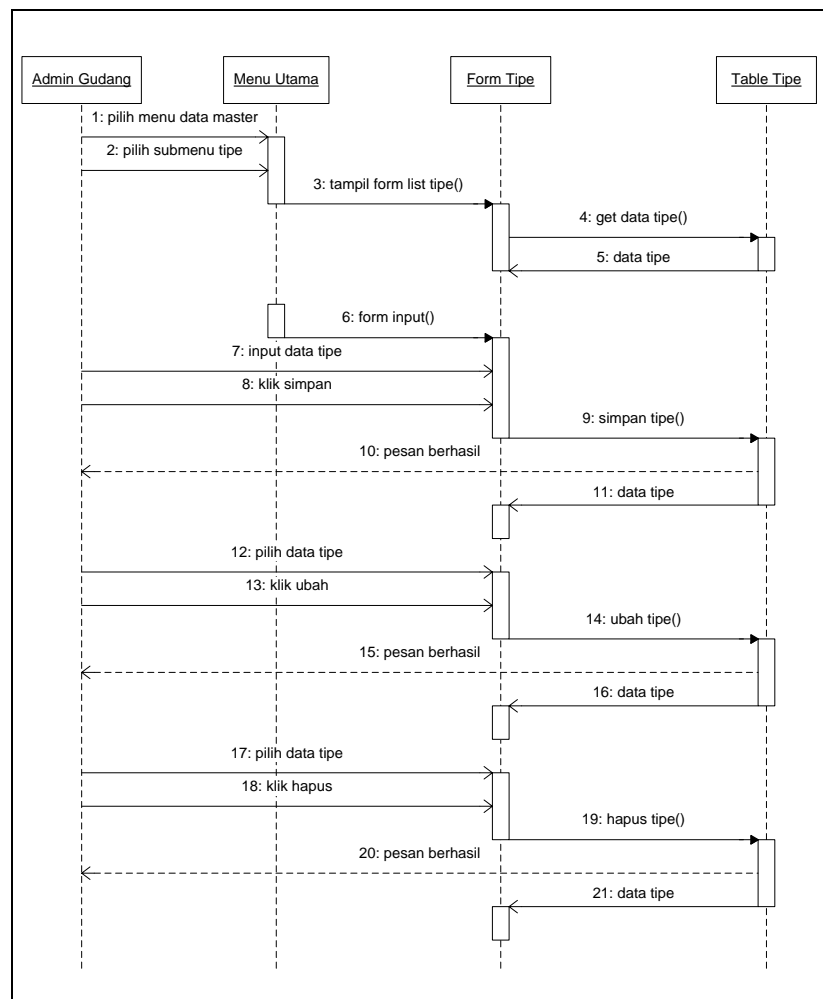 Admin Gudang
Menu Utama
Form Tipe
Table Tipe
1: pilih menu data master
2: pilih submenu tipe
3: tampil form list tipe()
4: get data tipe()
5: data tipe
6: form input()
7: input data tipe
8: klik simpan
9: simpan tipe()
10: pesan berhasil
11: data tipe
12: pilih data tipe
13: klik ubah
14: ubah tipe()
15: pesan berhasil
16: data tipe
17: pilih data tipe
18: klik hapus
19: hapus tipe()
20: pesan berhasil
21: data tipe